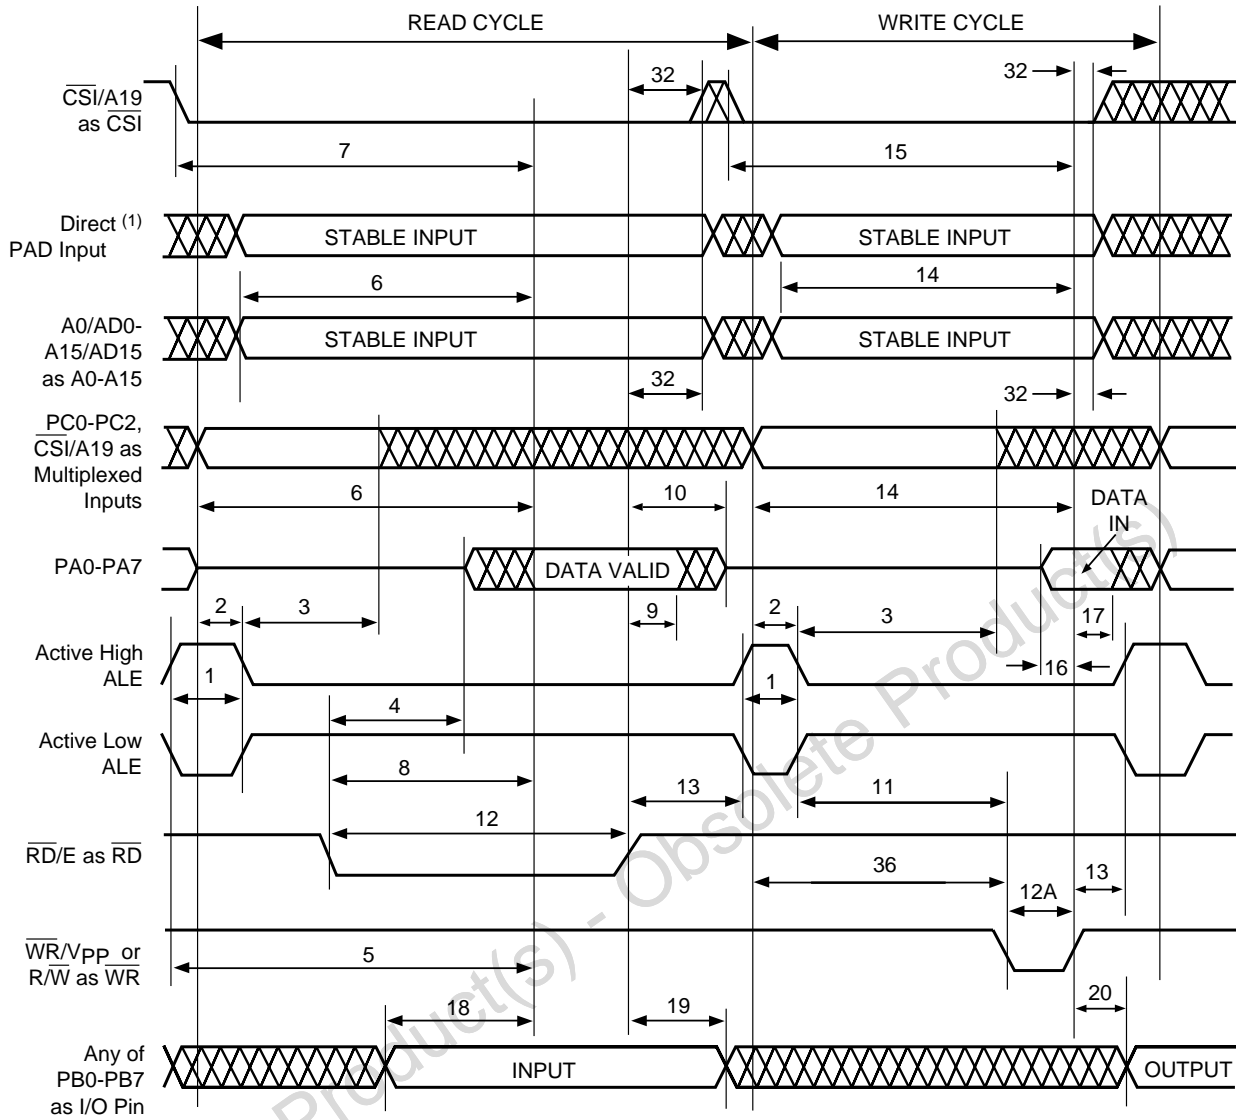 READ CYCLE
WRITE CYCLE
32
32
CSI/A19
as CSI
7
15
Direct (1)
PAD Input
STABLE INPUT
STABLE INPUT
6
14
A0/AD0-
A15/AD15
as A0-A15
STABLE INPUT
STABLE INPUT
32
32
PC0-PC2,
CSI/A19 as
Multiplexed
Inputs
6
10
14
DATA
IN
PA0-PA7
DATA VALID
2
3
9
2
3
17
Active High
ALE
1
1
16
4
Active Low
ALE
8
13
11
12
RD/E as RD
36
12A
13
WR/VPP or
R/W as WR
5
18
19
20
Any of
PB0-PB7
as I/O Pin
INPUT
OUTPUT
Product(s) - Obsolete Product(s)